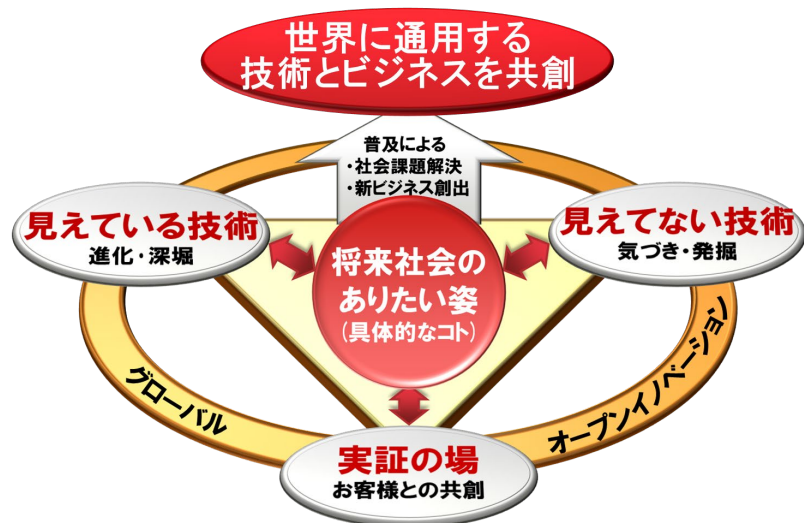 世界に通用する
技術とビジネスを共創
普及による
・社会課題解決
・新ビジネス創出
見えている技術
進化・深堀
見えてない技術
気づき・発掘
将来社会の
ありたい姿
(具体的なコト)
グローバル
オープンイノベーション
実証の場
お客様との共創